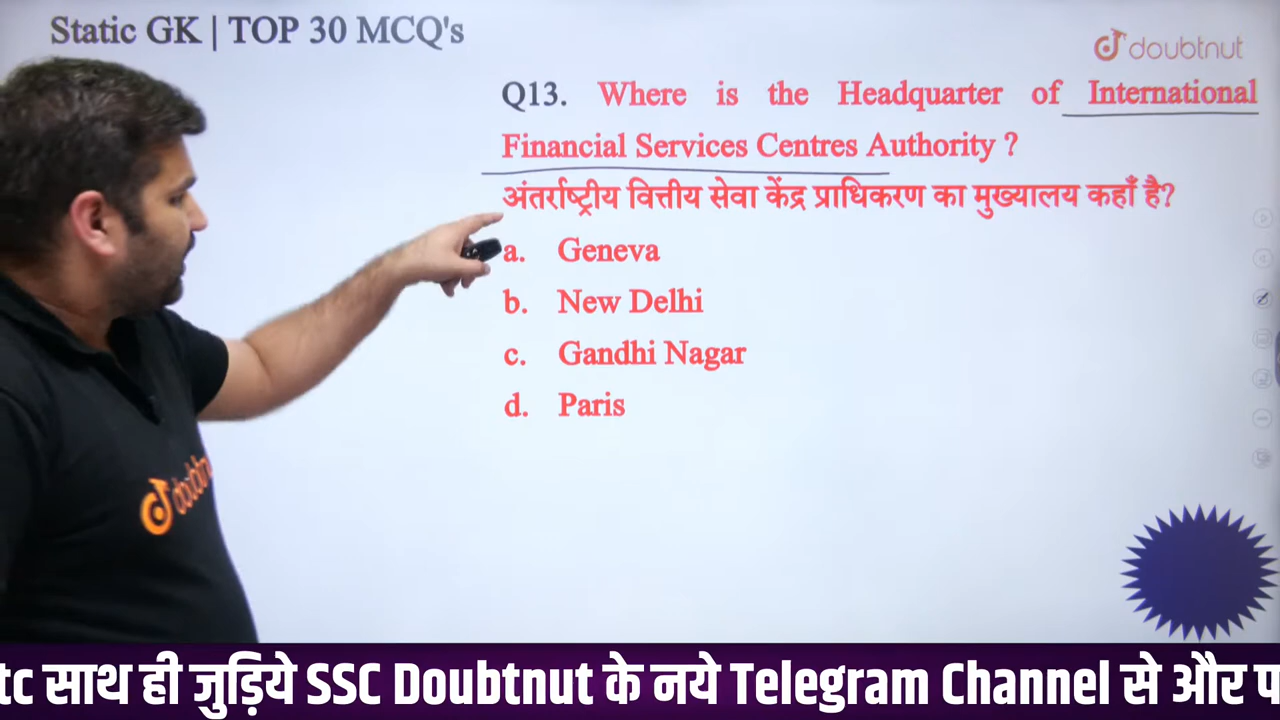 Static GK | TOP 30 MCQ's
doubtnut
Q13. Where is the Headquarter of International
Financial Services Centres Authority ?
अंतर्राष्ट्रीय वित्तीय सेवा केंद्र प्राधिकरण का मुख्यालय कहाँ है?
a. Geneva
b. New Delhi
c. Gandhi Nagar
d. Paris
tc साथ ही जुड़िये SSC Doubtnut के नये Telegram Channel से और